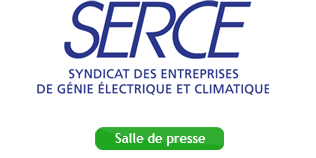 SERCE
SYNDICAT DES ENTREPRISES
DE GÉNIE ÉLECTRIQUE ET CLIMATIQUE
Salle de presse